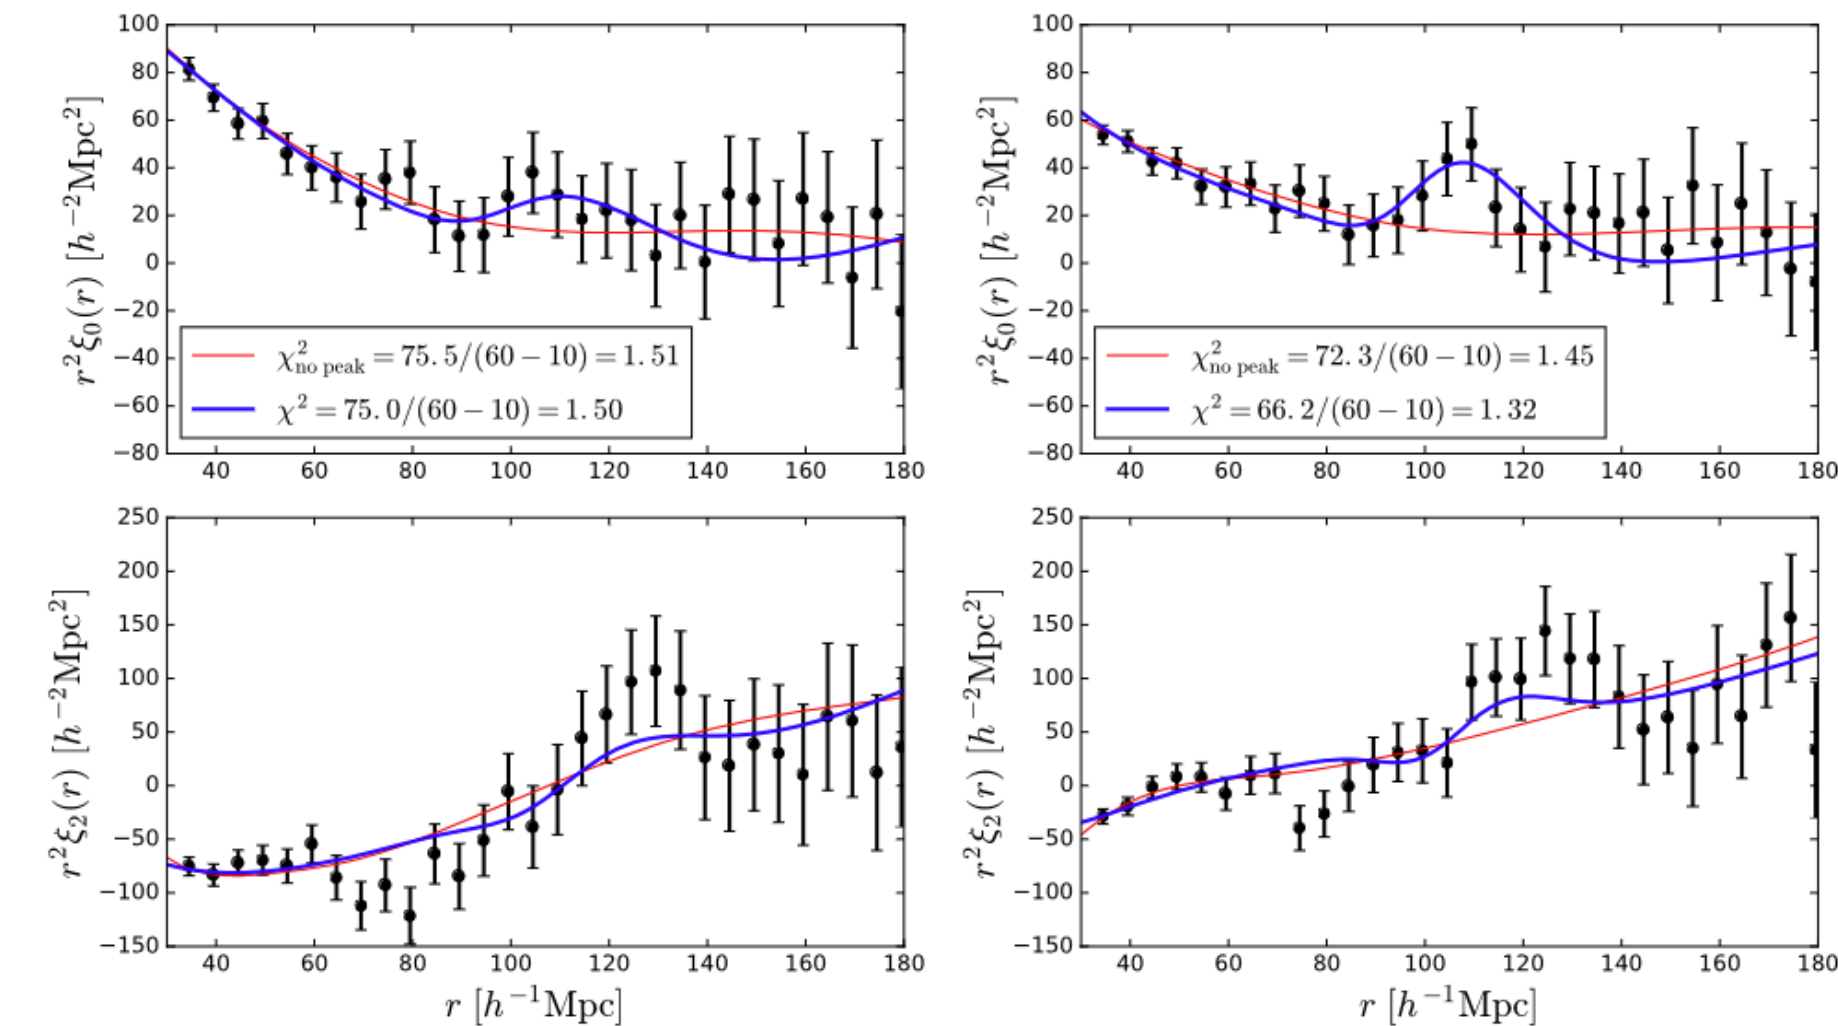 100
80
60
40
20
0
−20
−40
−60
−80
r²ξ₀(r) [h⁻²Mpc²]
χ²no peak = 75.5/(60 − 10) = 1.51
χ² = 75.0/(60 − 10) = 1.50
40 60 80 100 120 140 160 180
100
80
60
40
20
0
−20
−40
−60
−80
r²ξ₀(r) [h⁻²Mpc²]
χ²no peak = 72.3/(60 − 10) = 1.45
χ² = 66.2/(60 − 10) = 1.32
40 60 80 100 120 140 160 180
250
200
150
100
50
0
−50
−100
−150
r²ξ₂(r) [h⁻²Mpc²]
40 60 80 100 120 140 160 180
r [h⁻¹Mpc]
250
200
150
100
50
0
−50
−100
−150
r²ξ₂(r) [h⁻²Mpc²]
40 60 80 100 120 140 160 180
r [h⁻¹Mpc]